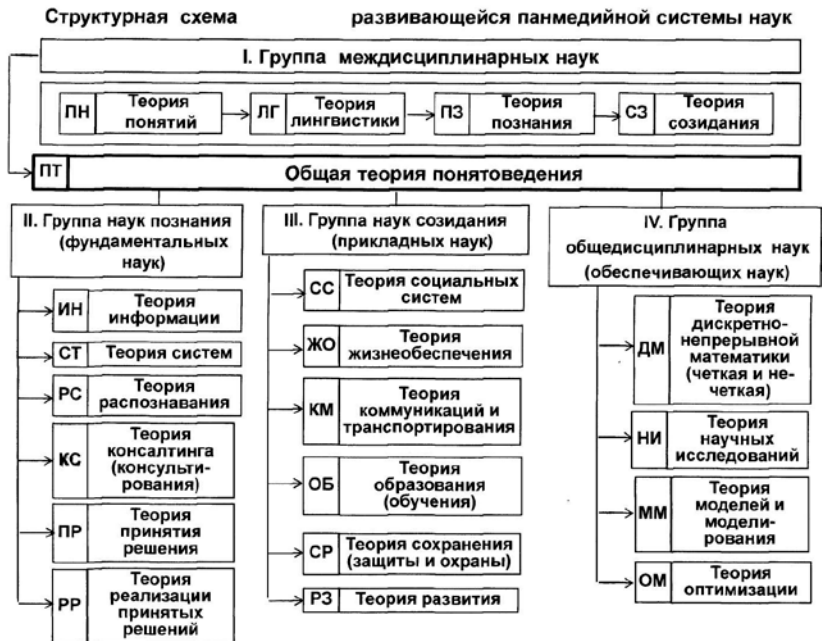 Структурная схема развивающейся панмедийной системы наук
I. Группа междисциплинарных наук
ПН
Теория
понятий
ЛГ
Теория
лингвистики
ПЗ
Теория
познания
СЗ
Теория
созидания
ПТ
Общая теория понятоведения
II. Группа наук познания
(фундаментальных
наук)
ИН
Теория
информации
СТ
Теория систем
РС
Теория
распознавания
КС
Теория
консалтинга
(консульти-
рования)
ПР
Теория
принятия
решения
РР
Теория
реализации
принятых
решений
III. Группа наук созидания
(прикладных наук)
СС
Теория социальных
систем
ЖО
Теория
жизнеобеспечения
КМ
Теория
коммуникаций и
транспортирования
ОБ
Теория
образования
(обучения)
СР
Теория сохранения
(защиты и охраны)
РЗ
Теория развития
IV. Группа
общедисциплинарных наук
(обеспечивающих наук)
ДМ
Теория
дискретно-
непрерывной
математики
(четкая и не-
четкая)
НИ
Теория
научных
исследований
ММ
Теория
моделей и
модели-
рования
ОМ
Теория
оптимизации